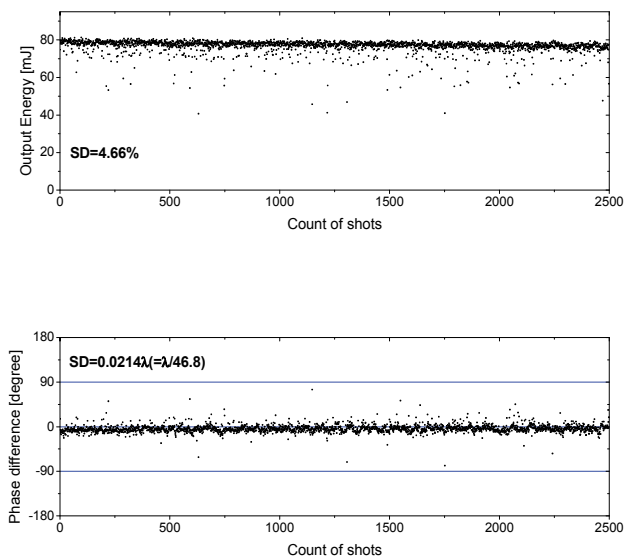 80
60
40
20
0
Output Energy [mJ]
SD=4.66%
0 500 1000 1500 2000 2500
Count of shots
180
90
0
-90
-180
Phase difference [degree]
SD=0.0214λ(=λ/46.8)
0 500 1000 1500 2000 2500
Count of shots